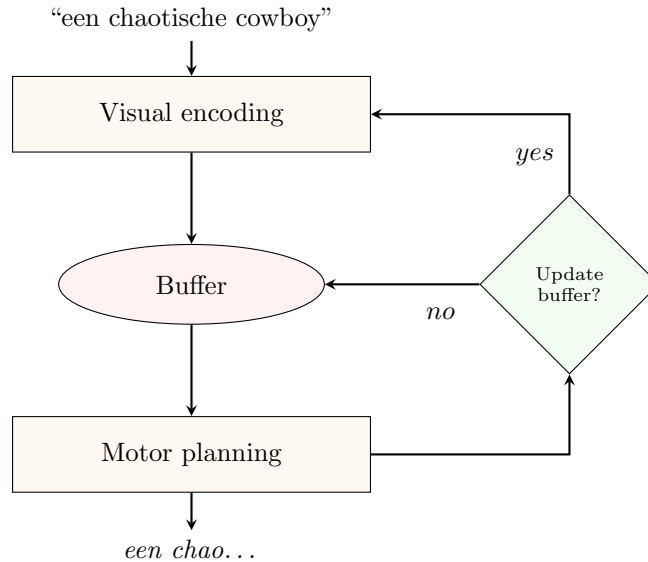 “een chaotische cowboy”
Visual encoding
yes
Update
buffer?
Buffer
no
Motor planning
een chao…